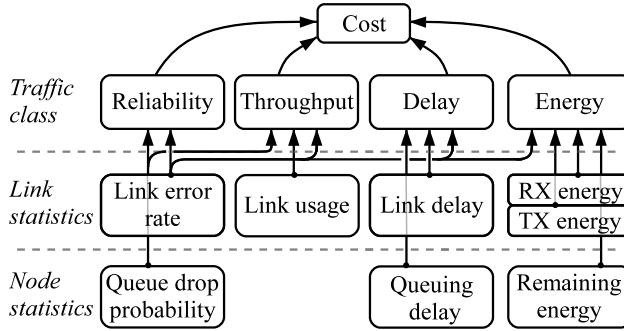 Cost
Traffic
class
Reliability
Throughput
Delay
Energy
Link
statistics
Link error
rate
Link usage
Link delay
RX energy
TX energy
Node
statistics
Queue drop
probability
Queuing
delay
Remaining
energy